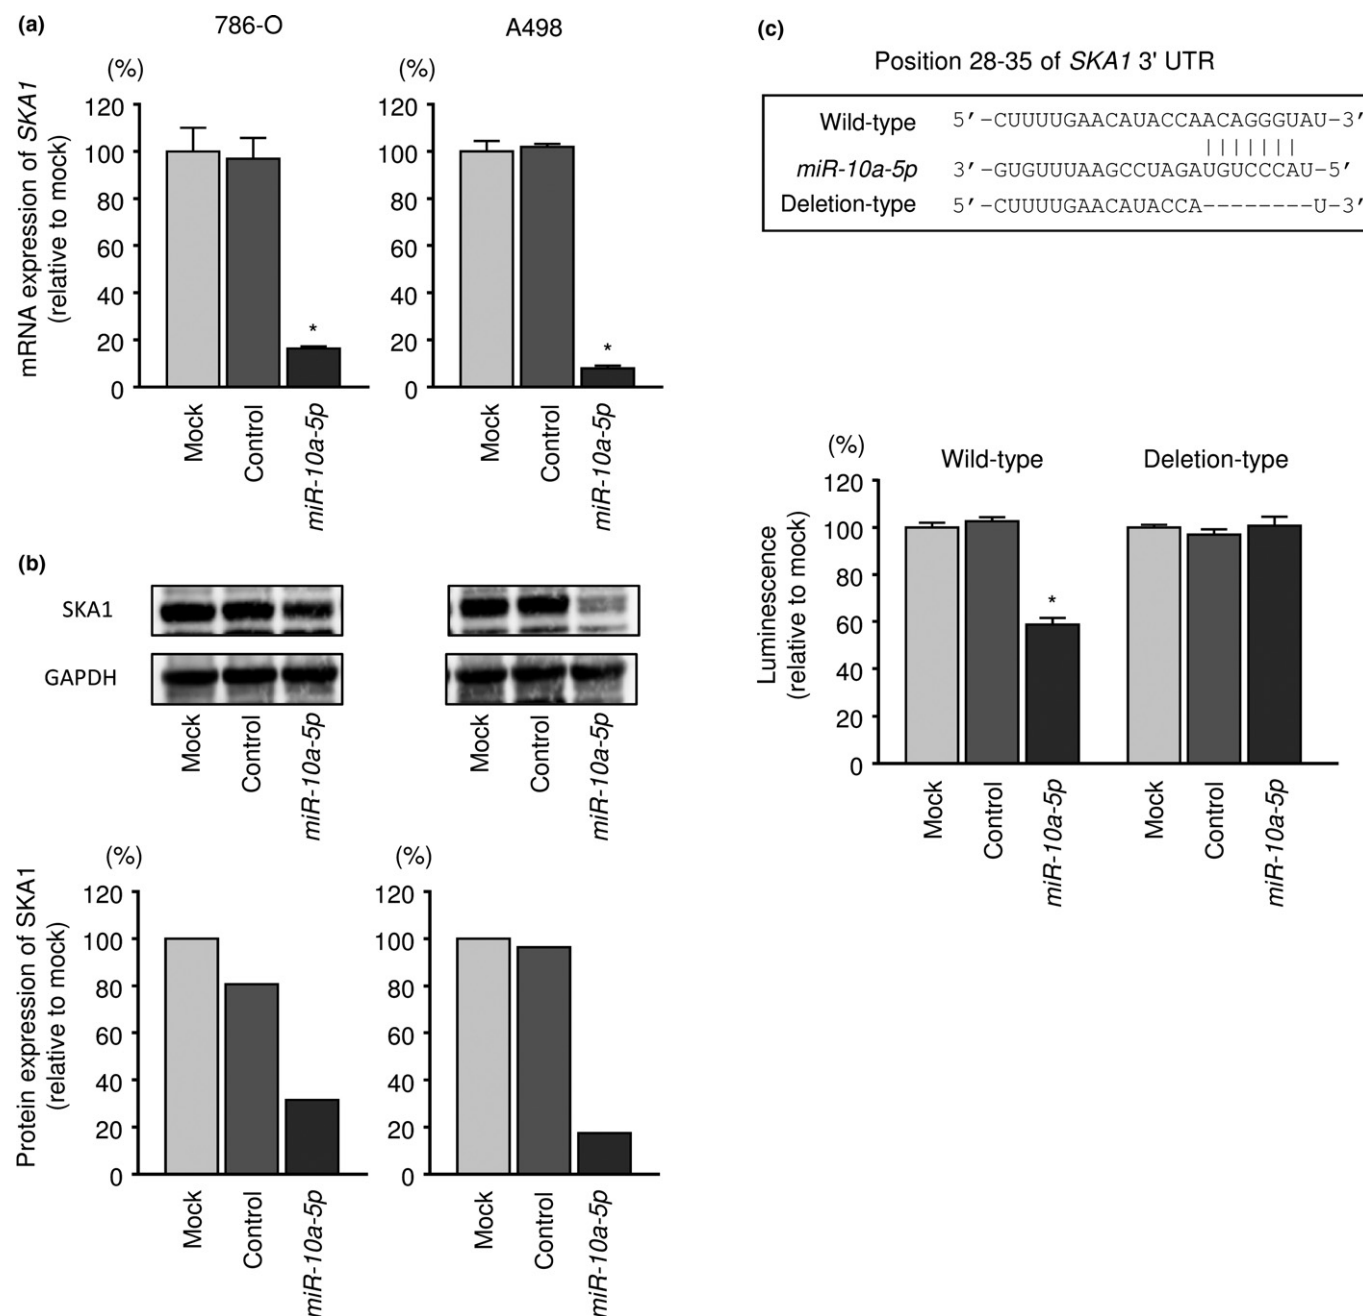 (a)
786-O
A498
(%)
(%)
mRNA expression of SKA1
(relative to mock)
120
100
80
60
40
20
0
120
100
80
60
40
20
0
*
*
Mock
Control
miR-10a-5p
Mock
Control
miR-10a-5p
(b)
SKA1
GAPDH
Mock
Control
miR-10a-5p
Mock
Control
miR-10a-5p
(%)
(%)
Protein expression of SKA1
(relative to mock)
120
100
80
60
40
20
0
120
100
80
60
40
20
0
Mock
Control
miR-10a-5p
Mock
Control
miR-10a-5p
(c)
Position 28-35 of SKA1 3' UTR
Wild-type 5′-CUUUUGAACAUACCAACAGGGUAU-3′
| | | | | | |
miR-10a-5p 3′-GUGUUUAAGCCUAGAUGUCCCAU-5′
Deletion-type 5′-CUUUUGAACAUACCA--------U-3′
(%)
Wild-type
Deletion-type
Luminescence
(relative to mock)
120
100
80
60
40
20
0
*
Mock
Control
miR-10a-5p
Mock
Control
miR-10a-5p